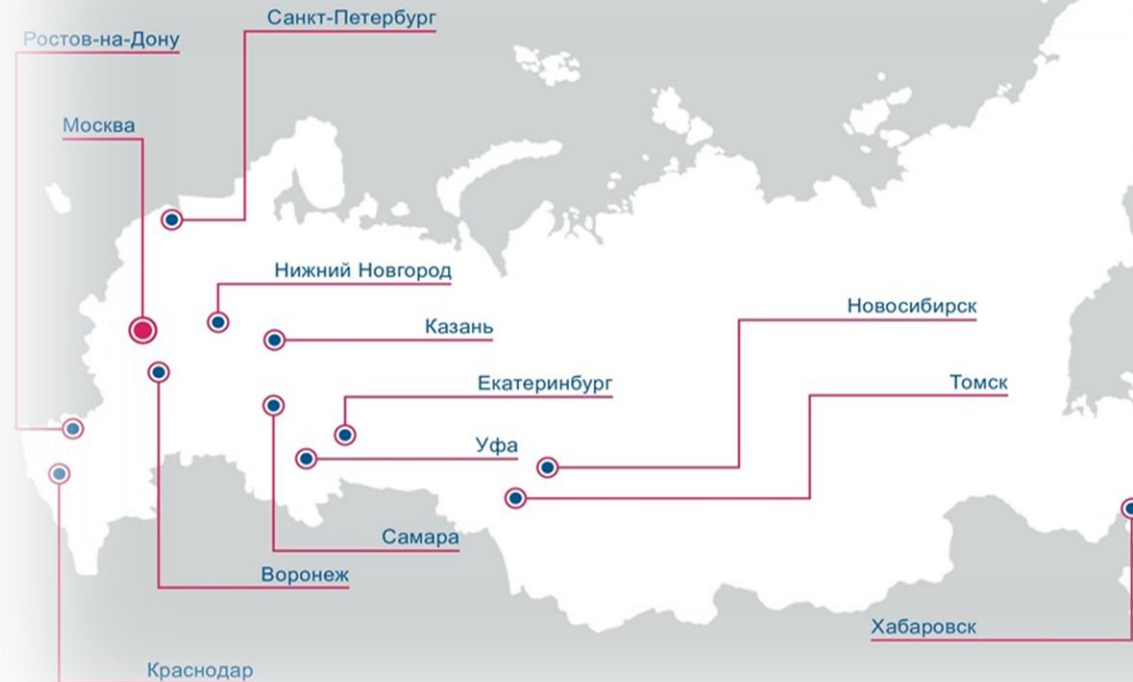 Санкт-Петербург
Ростов-на-Дону
Москва
Нижний Новгород
Новосибирск
Казань
Екатеринбург
Томск
Уфа
Самара
Воронеж
Хабаровск
Краснодар